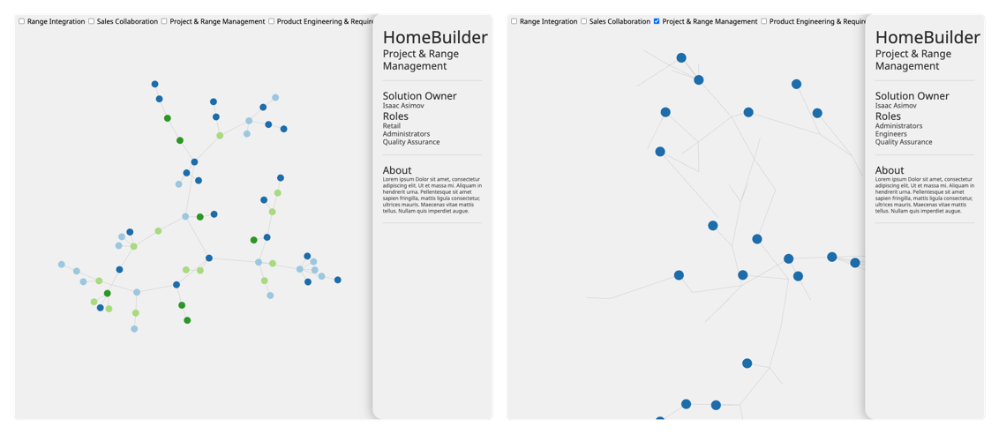 Range Integration Sales Collaboration Project & Range Management Product Engineering &
HomeBuilder
Project & Range
Management
Solution Owner
Isaac Asimov
Roles
Retail
Administrators
Quality Assurance
About
Lorem ipsum Dolor sit amet, consectetur
adipiscing elit. Ut et massa mi. Aliquam in
hendrerit urna. Pellentesque sit amet
sapien fringilla, mattis ligula consectetur,
ultrices mauris. Maecenas vitae mattis
tellus. Nullam quis imperdiet augue.
Range Integration Sales Collaboration Project & Range Management Product Engineering &
HomeBuilder
Project & Range
Management
Solution Owner
Isaac Asimov
Roles
Administrators
Engineers
Quality Assurance
About
Lorem ipsum Dolor sit amet, consectetur
adipiscing elit. Ut et massa mi. Aliquam in
hendrerit urna. Pellentesque sit amet
sapien fringilla, mattis ligula consectetur,
ultrices mauris. Maecenas vitae mattis
tellus. Nullam quis imperdiet augue.